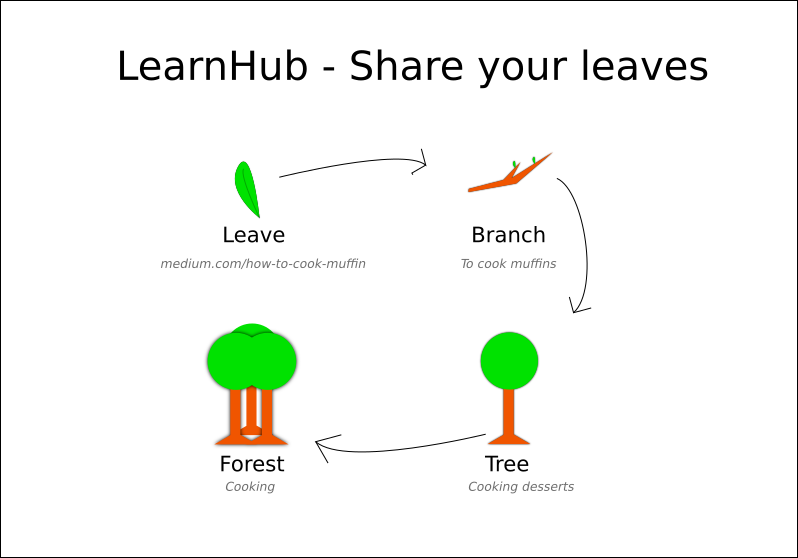 LearnHub - Share your leaves
Leave
medium.com/how-to-cook-muffin
Branch
To cook muffins
Forest
Cooking
Tree
Cooking desserts